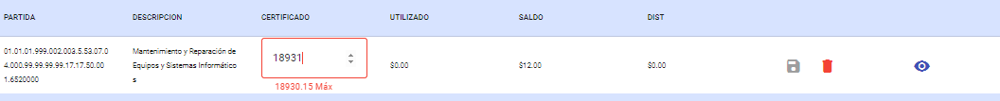 PARTIDA DESCRIPCION CERTIFICADO UTILIZADO SALDO DIST
01.01.01.999.002.003.5.53.07.0
4.000.99.99.99.99.17.17.50.00
1.6520000
Mantenimiento y Reparación de
Equipos y Sistemas Informático
s
18931
18930.15 Máx
$0.00
$12.00
$0.00